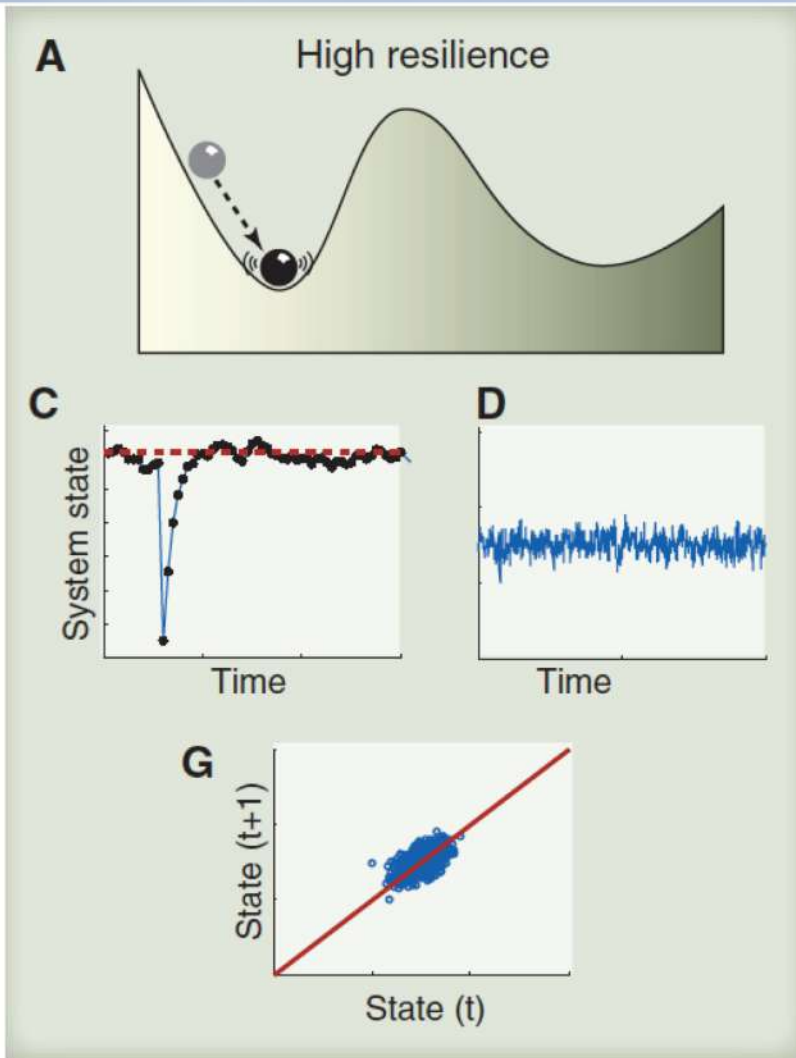 A
High resilience
C
D
System state
Time
Time
G
State (t+1)
State (t)